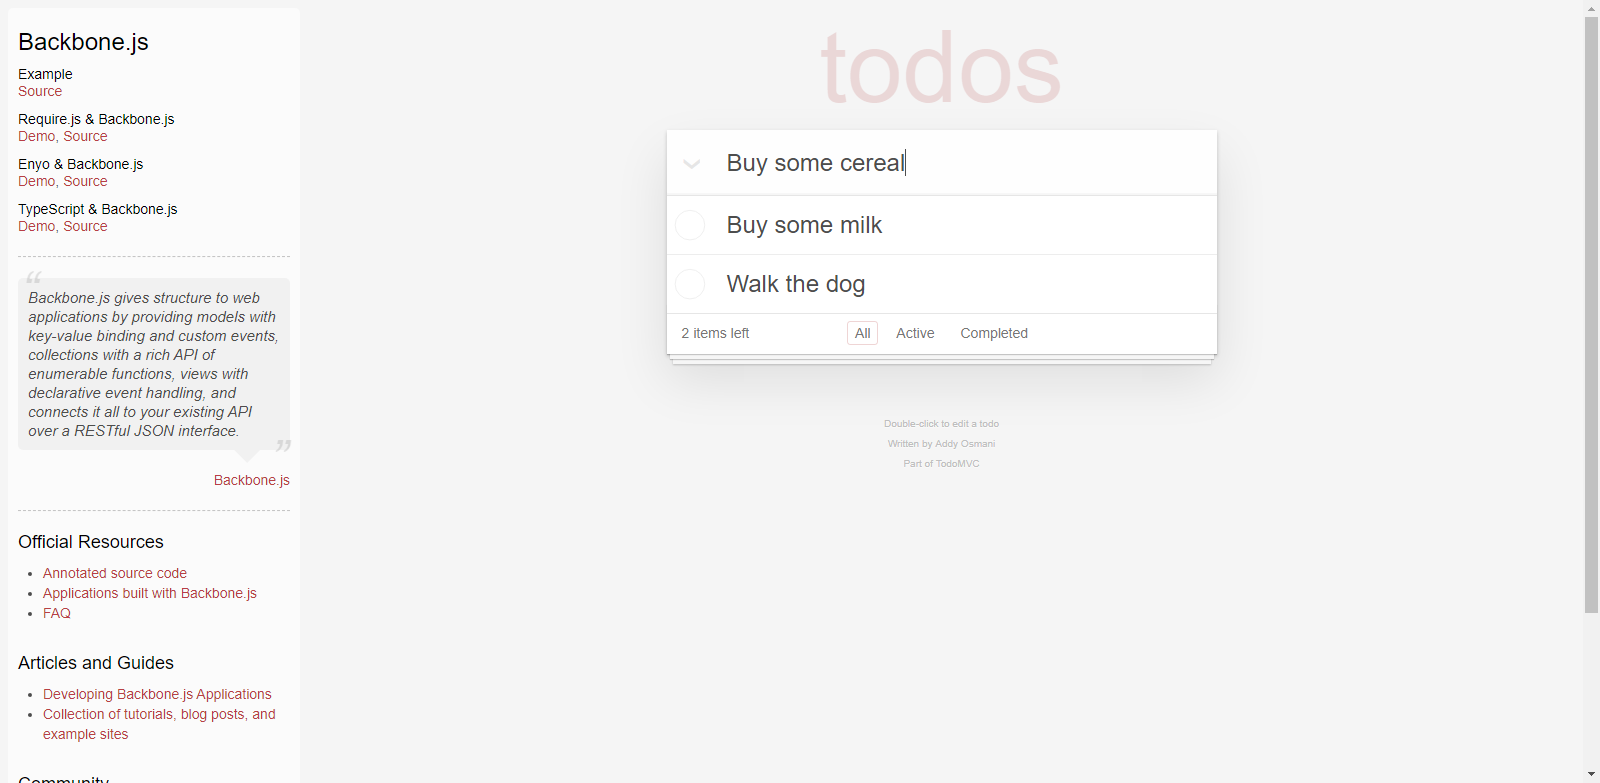 Backbone.js
Example
Source
Require.js & Backbone.js
Demo, Source
Enyo & Backbone.js
Demo, Source
TypeScript & Backbone.js
Demo, Source
“
Backbone.js gives structure to web
applications by providing models with
key-value binding and custom events,
collections with a rich API of
enumerable functions, views with
declarative event handling, and
connects it all to your existing API
over a RESTful JSON interface.
”
Backbone.js
Official Resources
• Annotated source code
• Applications built with Backbone.js
• FAQ
Articles and Guides
• Developing Backbone.js Applications
• Collection of tutorials, blog posts, and
example sites
Community
todos
Buy some cereal
Buy some milk
Walk the dog
2 items left All Active Completed
Double-click to edit a todo
Written by Addy Osmani
Part of TodoMVC